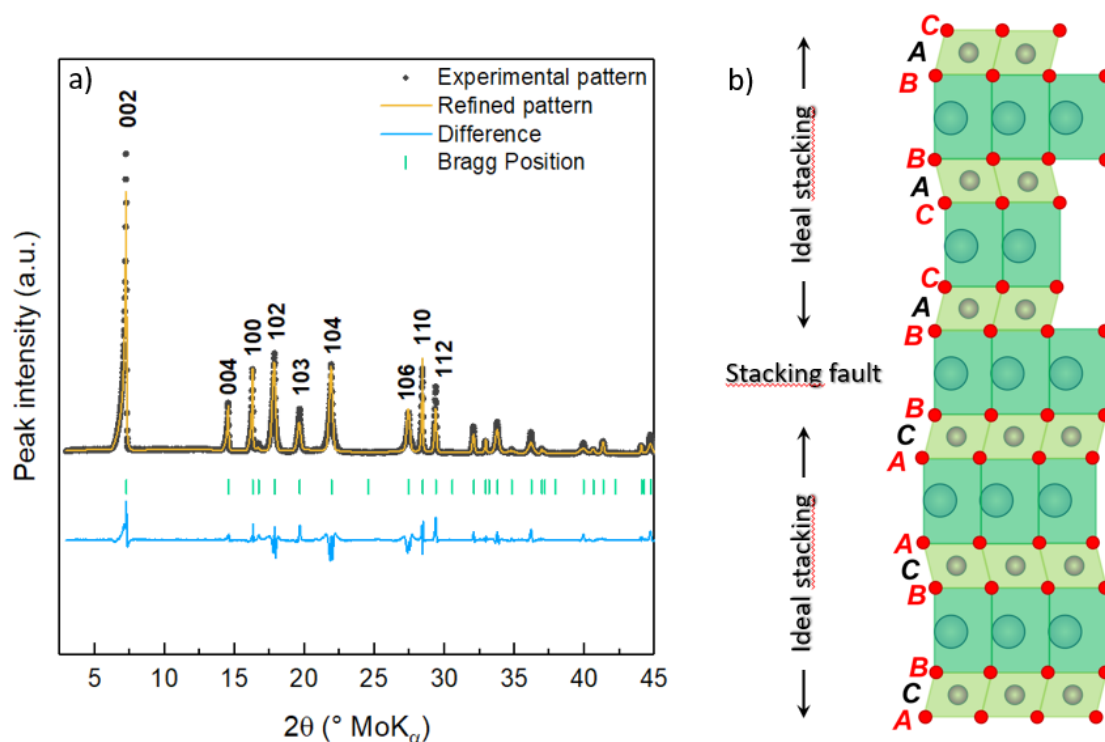 a)
Experimental pattern
Refined pattern
Difference
Bragg Position
002
004
100
102
103
104
106
110
112
Peak intensity (a.u.)
5 10 15 20 25 30 35 40 45
2θ (° MoKα)
b)
Ideal stacking
Stacking fault
Ideal stacking
C
A
B
B
A
C
C
A
B
B
C
A
A
C
B
B
C
A